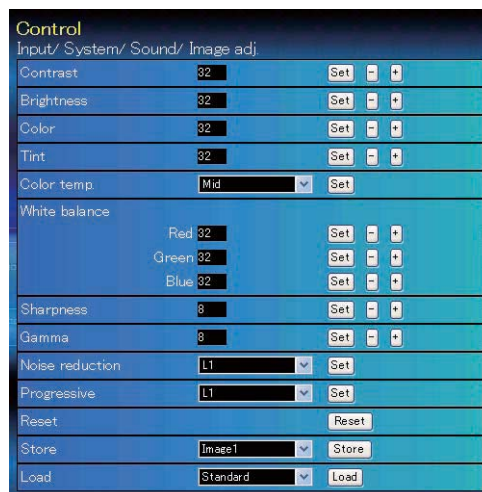 Control
Input/ System/ Sound/ Image adj.
Contrast 32 Set - +
Brightness 32 Set - +
Color 32 Set - +
Tint 32 Set - +
Color temp. Mid Set
White balance
Red 32 Set - +
Green 32 Set - +
Blue 32 Set - +
Sharpness 8 Set - +
Gamma 8 Set - +
Noise reduction L1 Set
Progressive L1 Set
Reset Reset
Store Image1 Store
Load Standard Load